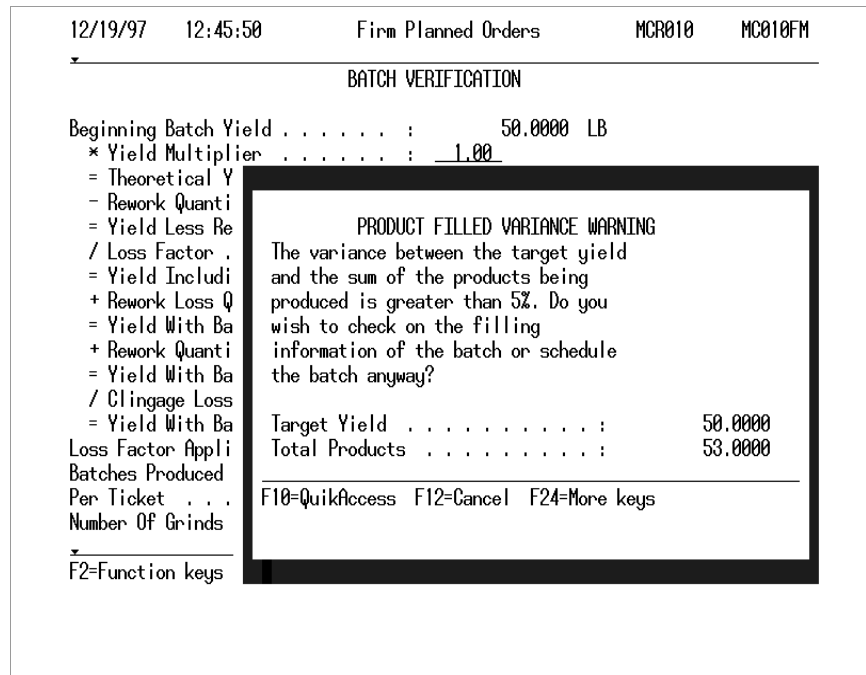 12/19/97 12:45:50 Firm Planned Orders MCR010 MC010FM
BATCH VERIFICATION
Beginning Batch Yield . . . . . . : 50.0000 LB
* Yield Multiplier . . . . . . : 1.00
= Theoretical Y
- Rework Quanti
= Yield Less Re
/ Loss Factor .
= Yield Includi
+ Rework Loss Q
= Yield With Ba
+ Rework Quanti
= Yield With Ba
/ Clingage Loss
= Yield With Ba
Loss Factor Appli
Batches Produced
Per Ticket . . .
Number Of Grinds
F2=Function keys
PRODUCT FILLED VARIANCE WARNING
The variance between the target yield
and the sum of the products being
produced is greater than 5%. Do you
wish to check on the filling
information of the batch or schedule
the batch anyway?
Target Yield . . . . . . . . . . : 50.0000
Total Products . . . . . . . . . : 53.0000
F10=QuikAccess F12=Cancel F24=More keys